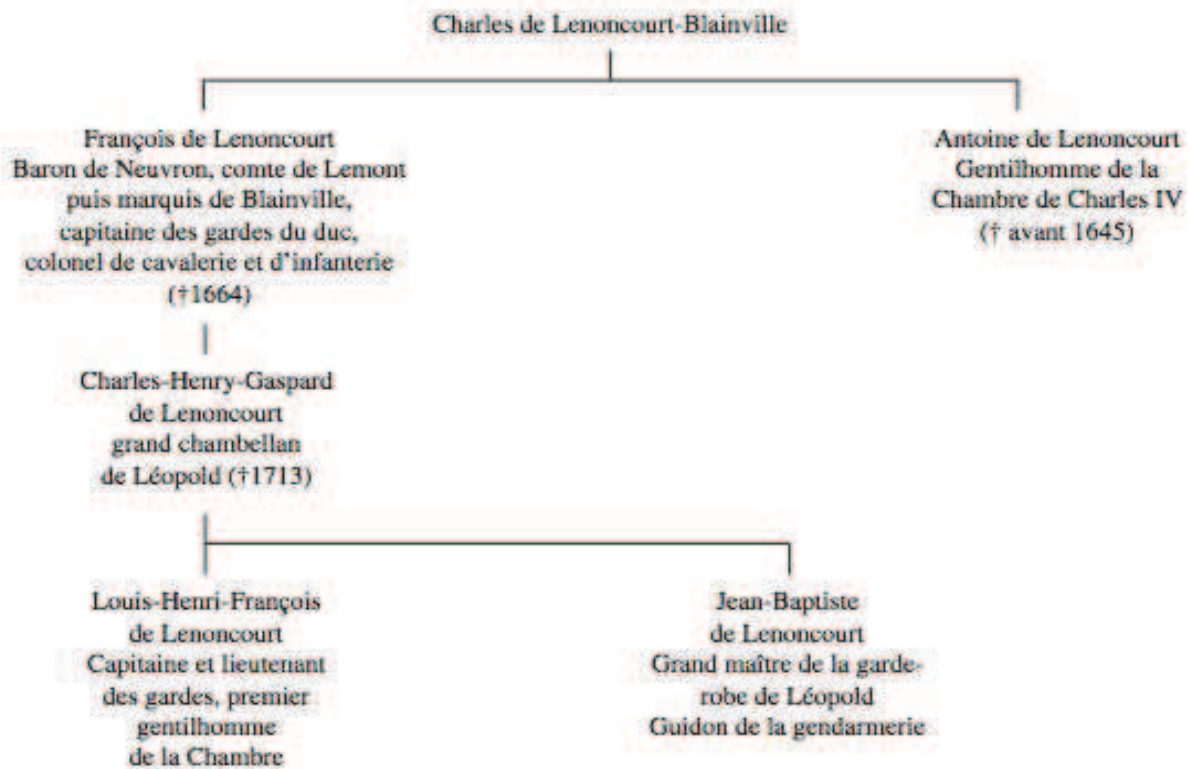 Charles de Lenoncourt-Blainville
François de Lenoncourt
Baron de Neuvron, comte de Lemont
puis marquis de Blainville,
capitaine des gardes du duc,
colonel de cavalerie et d'infanterie
(†1664)
Antoine de Lenoncourt
Gentilhomme de la
Chambre de Charles IV
(† avant 1645)
Charles-Henry-Gaspard
de Lenoncourt
grand chambellan
de Léopold (†1713)
Louis-Henri-François
de Lenoncourt
Capitaine et lieutenant
des gardes, premier
gentilhomme
de la Chambre
Jean-Baptiste
de Lenoncourt
Grand maître de la garde-
robe de Léopold
Guidon de la gendarmerie